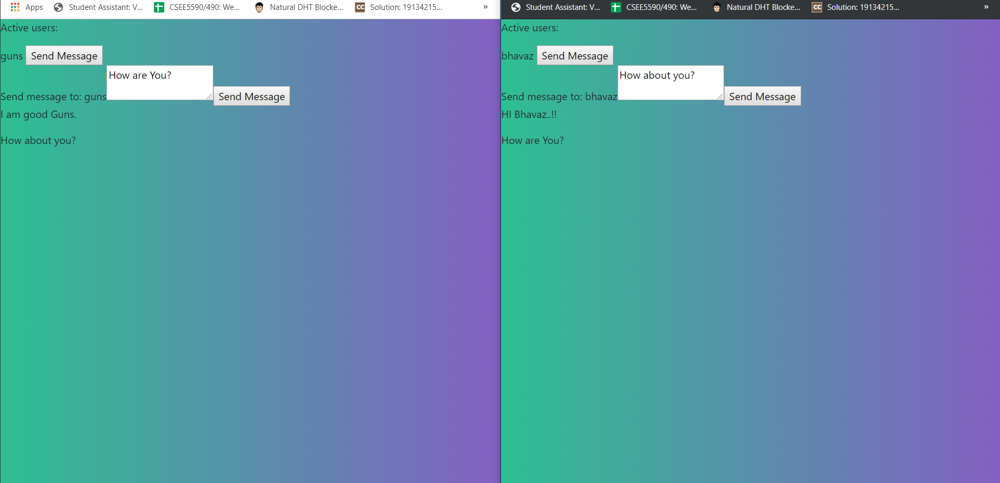 Apps Student Assistant: V... CSEE5590/490: We... Natural DHT Blocke... CC Solution: 19134215... »
Active users:
guns Send Message
How are You?
Send message to: guns Send Message
I am good Guns.
How about you?
Student Assistant: V... CSEE5590/490: We... Natural DHT Blocke... CC Solution: 19134215... »
Active users:
bhavaz Send Message
How about you?
Send message to: bhavaz Send Message
HI Bhavaz..!!
How are You?